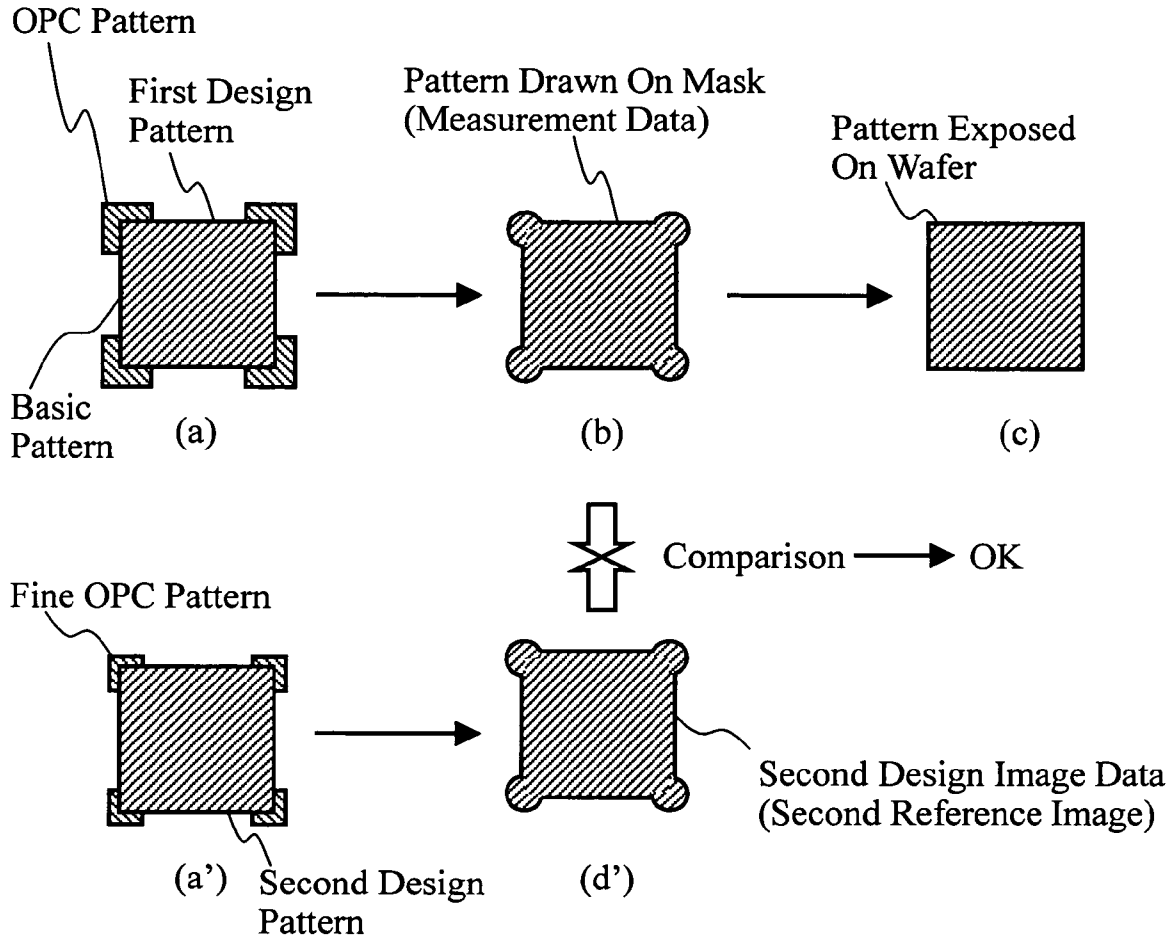 OPC Pattern
First Design
Pattern
Pattern Drawn On Mask
(Measurement Data)
Pattern Exposed
On Wafer
Basic
Pattern
(a)
(b)
(c)
Comparison
OK
Fine OPC Pattern
Second Design Image Data
(Second Reference Image)
(a')
Second Design
Pattern
(d')